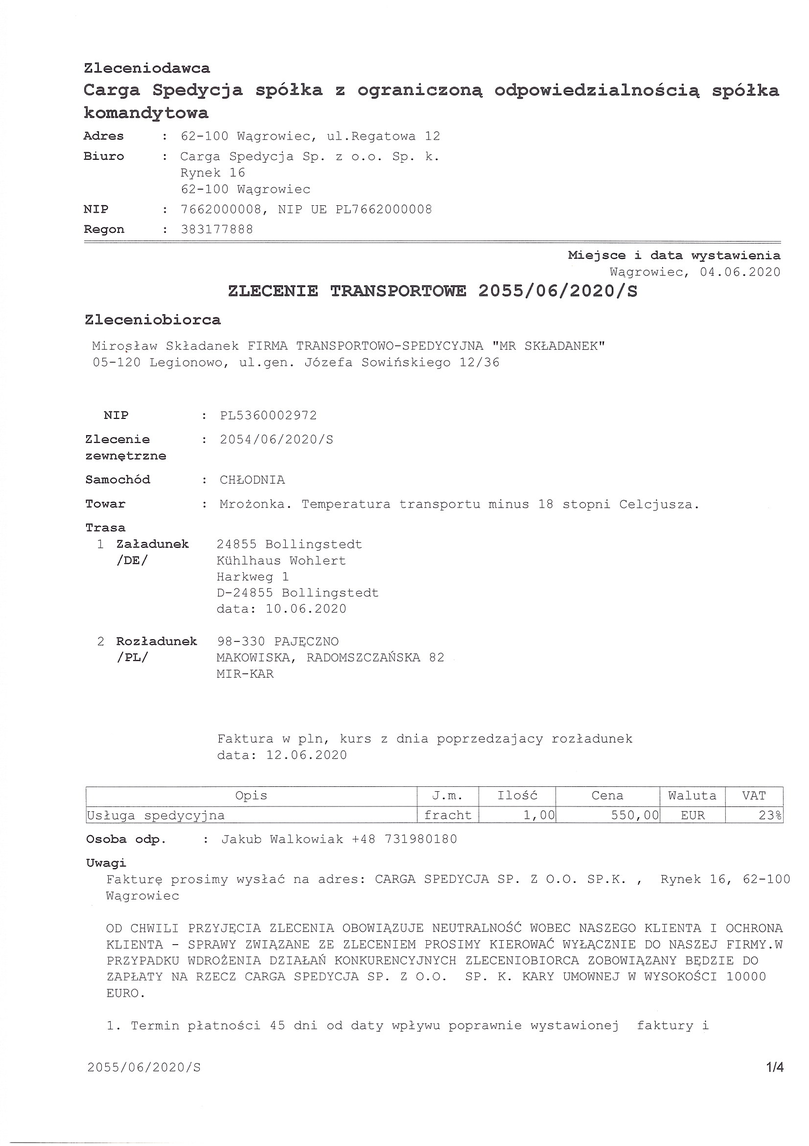 Zleceniodawca
Carga Spedycja spółka z ograniczoną odpowiedzialnością spółka
komandytowa
Adres : 62-100 Wągrowiec, ul.Regatowa 12
Biuro : Carga Spedycja Sp. z o.o. Sp. k.
Rynek 16
62-100 Wągrowiec
NIP : 7662000008, NIP UE PL7662000008
Regon : 383177888
Miejsce i data wystawienia
Wągrowiec, 04.06.2020
ZLECENIE TRANSPORTOWE 2055/06/2020/S
Zleceniobiorca
Mirosław Składanek FIRMA TRANSPORTOWO-SPEDYCYJNA "MR SKŁADANEK"
05-120 Legionowo, ul.gen. Józefa Sowińskiego 12/36
NIP : PL5360002972
Zlecenie : 2054/06/2020/S
zewnętrzne
Samochód : CHŁODNIA
Towar : Mrożonka. Temperatura transportu minus 18 stopni Celcjusza.
Trasa
1 Załadunek 24855 Bollingstedt
/DE/ Kühlhaus Wohlert
Harkweg 1
D-24855 Bollingstedt
data: 10.06.2020
2 Rozładunek 98-330 PAJĘCZNO
/PL/ MAKOWISKA, RADOMSZCZAŃSKA 82
MIR-KAR
Faktura w pln, kurs z dnia poprzedzajacy rozładunek
data: 12.06.2020
Opis J.m. Ilość Cena Waluta VAT
Usługa spedycyjna fracht 1,00 550,00 EUR 23%
Osoba odp. : Jakub Walkowiak +48 731980180
Uwagi
Fakturę prosimy wysłać na adres: CARGA SPEDYCJA SP. Z O.O. SP.K. , Rynek 16, 62-100
Wągrowiec
OD CHWILI PRZYJĘCIA ZLECENIA OBOWIĄZUJE NEUTRALNOŚĆ WOBEC NASZEGO KLIENTA I OCHRONA
KLIENTA - SPRAWY ZWIĄZANE ZE ZLECENIEM PROSIMY KIEROWAĆ WYŁĄCZNIE DO NASZEJ FIRMY.W
PRZYPADKU WDROŻENIA DZIAŁAŃ KONKURENCYJNYCH ZLECENIOBIORCA ZOBOWIĄZANY BĘDZIE DO
ZAPŁATY NA RZECZ CARGA SPEDYCJA SP. Z O.O. SP. K. KARY UMOWNEJ W WYSOKOŚCI 10000
EURO.
1. Termin płatności 45 dni od daty wpływu poprawnie wystawionej faktury i
2055/06/2020/S 1/4